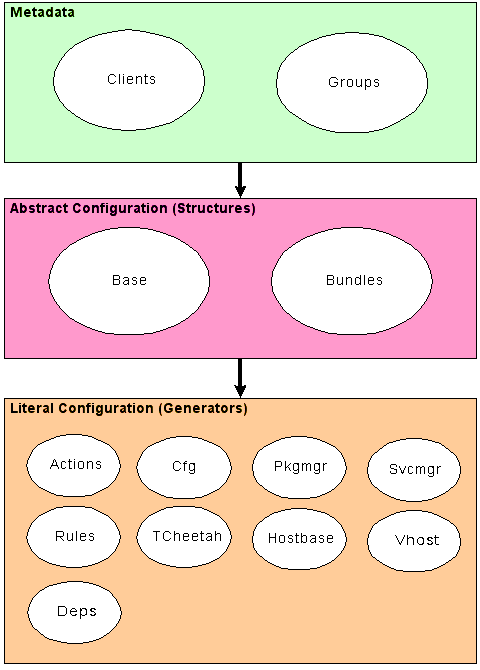 Metadata
Clients
Groups
Abstract Configuration (Structures)
Base
Bundles
Literal Configuration (Generators)
Actions
Cfg
Pkgmgr
Svcmgr
Rules
TCheetah
Hostbase
Vhost
Deps